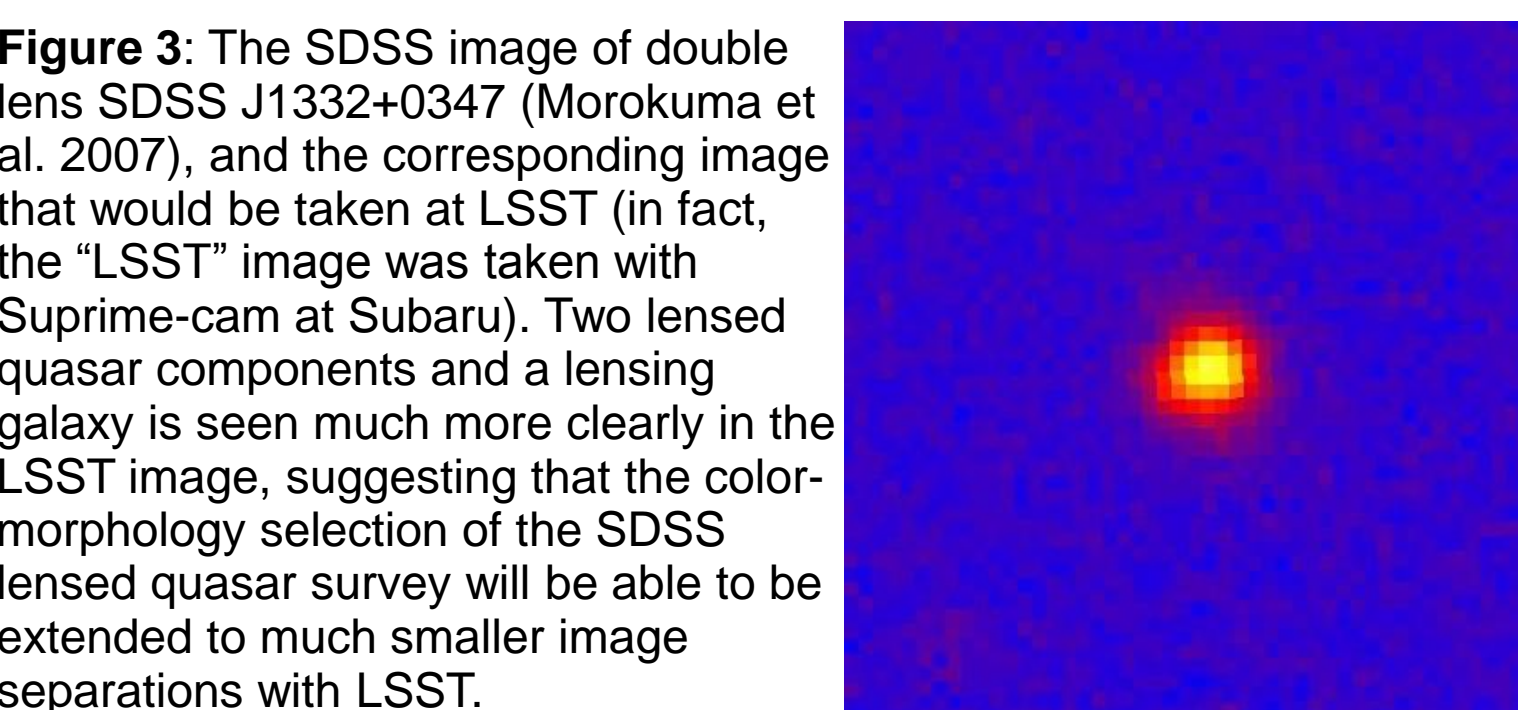 Figure 3: The SDSS image of double
lens SDSS J1332+0347 (Morokuma et
al. 2007), and the corresponding image
that would be taken at LSST (in fact,
the “LSST” image was taken with
Suprime-cam at Subaru). Two lensed
quasar components and a lensing
galaxy is seen much more clearly in the
LSST image, suggesting that the color-
morphology selection of the SDSS
lensed quasar survey will be able to be
extended to much smaller image
separations with LSST.